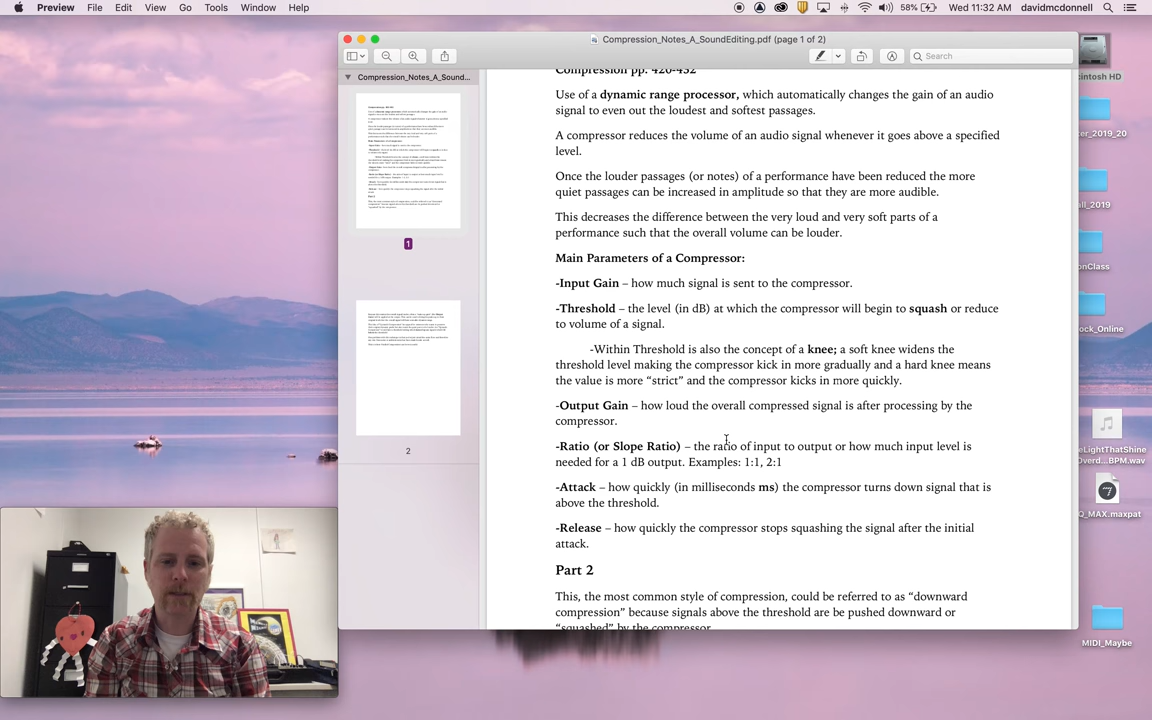 Preview File Edit View Go Tools Window Help
58% Wed 11:32 AM davidmcdonnell
Compression_Notes_A_SoundEditing.pdf (page 1 of 2)
Search
Compression_Notes_A_Sound...
1
2
Compression pp. 420-432
Use of a dynamic range processor, which automatically changes the gain of an audio
signal to even out the loudest and softest passages.
A compressor reduces the volume of an audio signal whenever it goes above a specified
level.
Once the louder passages (or notes) of a performance have been reduced the more
quiet passages can be increased in amplitude so that they are more audible.
This decreases the difference between the very loud and very soft parts of a
performance such that the overall volume can be louder.
Main Parameters of a Compressor:
-Input Gain – how much signal is sent to the compressor.
-Threshold – the level (in dB) at which the compressor will begin to squash or reduce
to volume of a signal.
-Within Threshold is also the concept of a knee; a soft knee widens the
threshold level making the compressor kick in more gradually and a hard knee means
the value is more “strict” and the compressor kicks in more quickly.
-Output Gain – how loud the overall compressed signal is after processing by the
compressor.
-Ratio (or Slope Ratio) – the ratio of input to output or how much input level is
needed for a 1 dB output. Examples: 1:1, 2:1
-Attack – how quickly (in milliseconds ms) the compressor turns down signal that is
above the threshold.
-Release – how quickly the compressor stops squashing the signal after the initial
attack.
Part 2
This, the most common style of compression, could be referred to as “downward
compression” because signals above the threshold are pushed downward or
“squashed” by the compressor.
cintosh HD
ter_2019_20
all_2019
onClass
ock_Online
eLightThatShine
Overd...BPM.wav
Q_MAX.maxpat
MIDI_Maybe